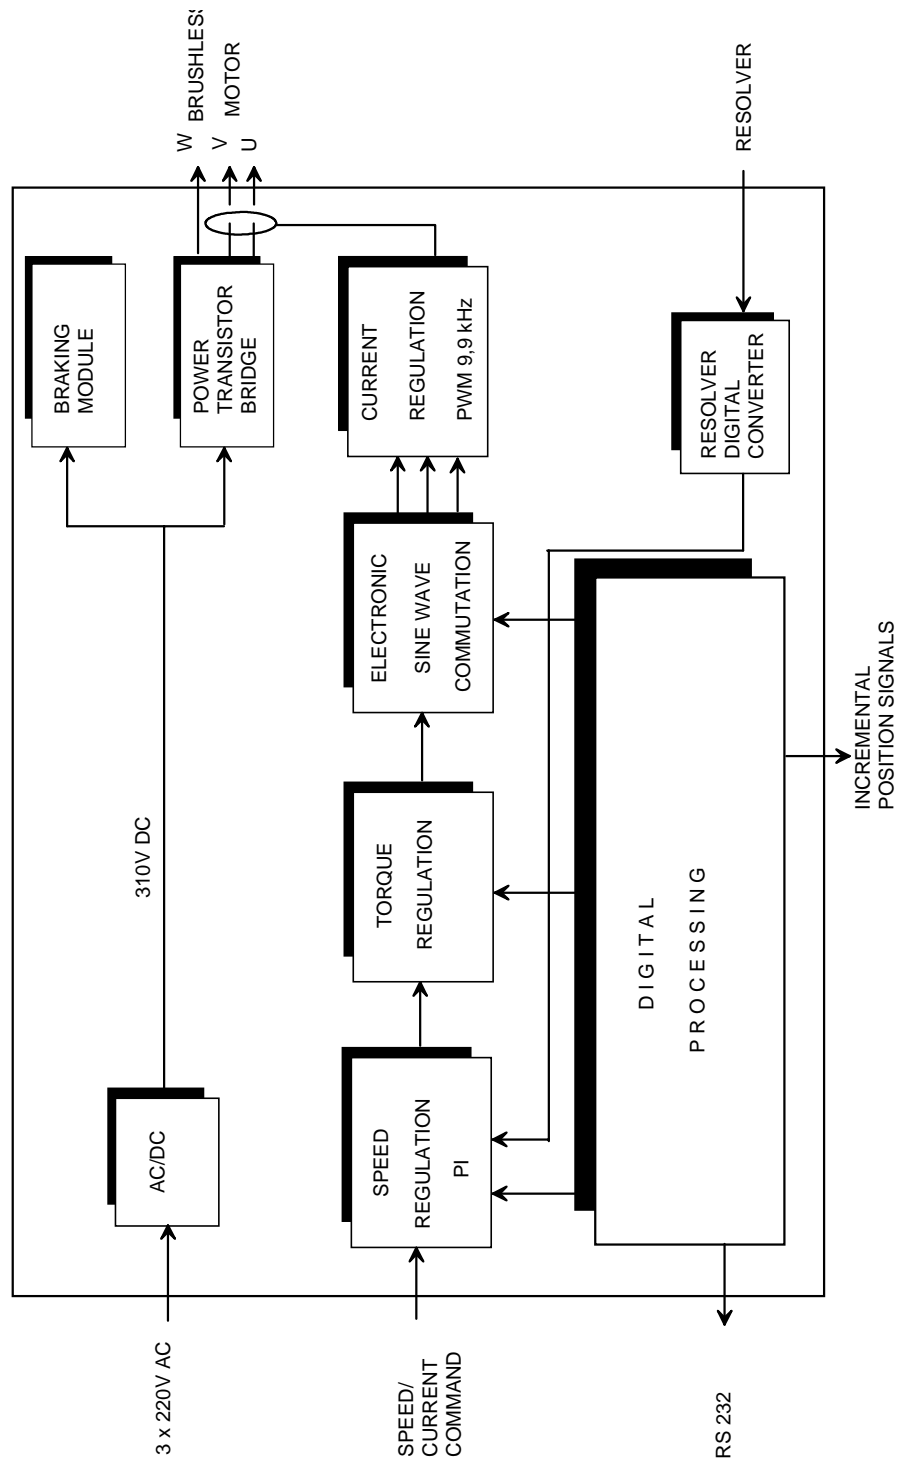 W BRUSHLES
V MOTOR
U
RESOLVER
BRAKING
MODULE
POWER
TRANSISTOR
BRIDGE
CURRENT
REGULATION
PWM 9,9 kHz
RESOLVER
DIGITAL
CONVERTER
ELECTRONIC
SINE WAVE
COMMUTATION
310V DC
TORQUE
REGULATION
DIGITAL
PROCESSING
INCREMENTAL
POSITION SIGNALS
AC/DC
SPEED
REGULATION
PI
3 x 220V AC
SPEED/
CURRENT
COMMAND
RS 232